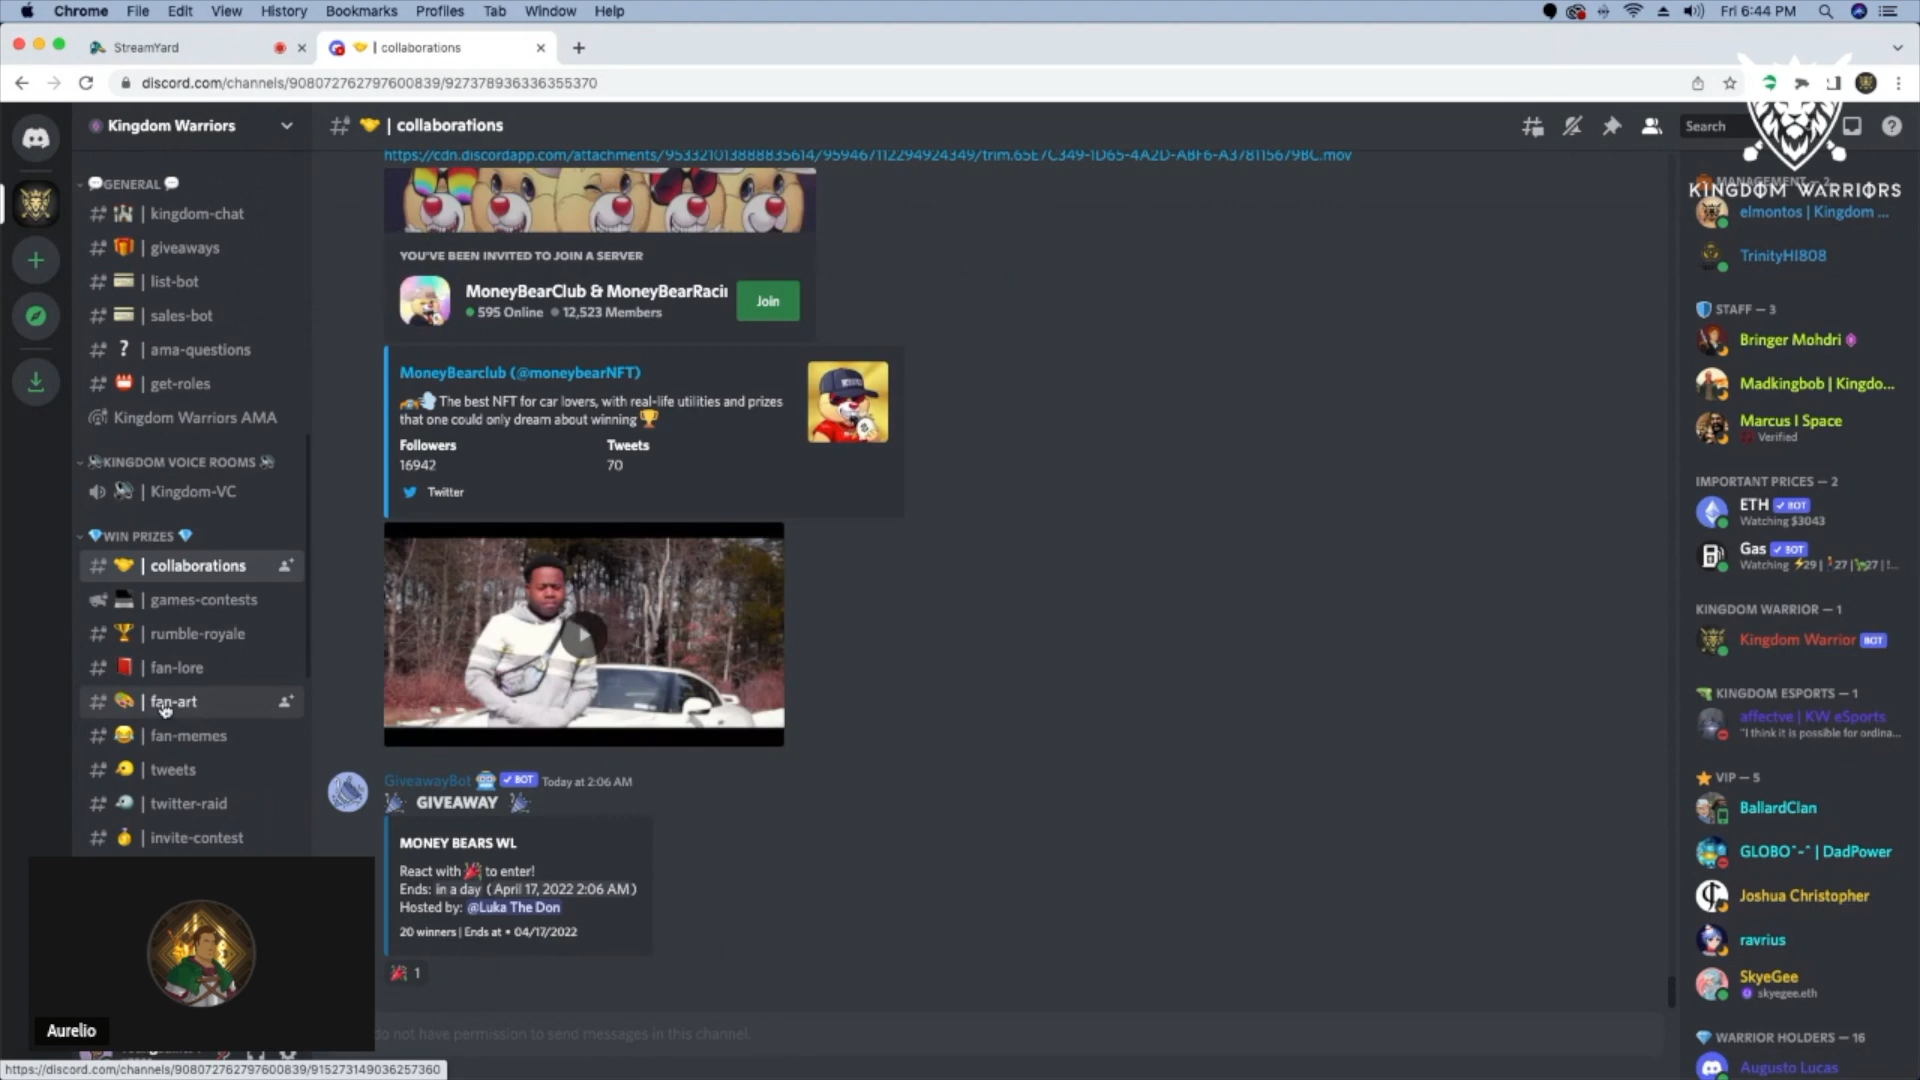 Chrome File Edit View History Bookmarks Profiles Tab Window Help
Fri 6:44 PM
StreamYard
| collaborations
discord.com/channels/908072762797600839/927378936336355370
KINGDOM WARRIORS
Kingdom Warriors
GENERAL
| kingdom-chat
| giveaways
| list-bot
| sales-bot
| ama-questions
| get-roles
Kingdom Warriors AMA
KINGDOM VOICE ROOMS
| Kingdom-VC
WIN PRIZES
| collaborations
| games-contests
| rumble-royale
| fan-lore
| fan-art
| fan-memes
| tweets
| twitter-raid
| invite-contest
Aurelio
https://discord.com/channels/908072762797600839/915273149036257360
| collaborations
Search
https://cdn.discordapp.com/attachments/953321013888835614/959467112294924349/trim.65E7C349-1D65-4A2D-ABF6-A378115679BC.mov
YOU'VE BEEN INVITED TO JOIN A SERVER
MoneyBearClub & MoneyBearRacin
595 Online 12,523 Members
Join
MoneyBearclub (@moneybearNFT)
The best NFT for car lovers, with real-life utilities and prizes
that one could only dream about winning
Followers Tweets
16942 70
Twitter
GiveawayBot BOT Today at 2:06 AM
GIVEAWAY
MONEY BEARS WL
React with to enter!
Ends: in a day (April 17, 2022 2:06 AM)
Hosted by: @Luka The Don
20 winners | Ends at • 04/17/2022
1
do not have permission to send messages in this channel.
MANAGEMENT — 2
elmontos | Kingdom ...
TrinityHI808
STAFF — 3
Bringer Mohdri
Madkingbob | Kingdo...
Marcus I Space
Verified
IMPORTANT PRICES — 2
ETH BOT
Watching $3043
Gas BOT
Watching 29 | 27 | 27 | !...
KINGDOM WARRIOR — 1
Kingdom Warrior BOT
KINGDOM ESPORTS — 1
affectve | KW eSports
"I think it is possible for ordina...
VIP — 5
BallardClan
GLOBO^-^ | DadPower
Joshua Christopher
ravrius
SkyeGee
skyegee.eth
WARRIOR HOLDERS — 16
Augusto Lucas